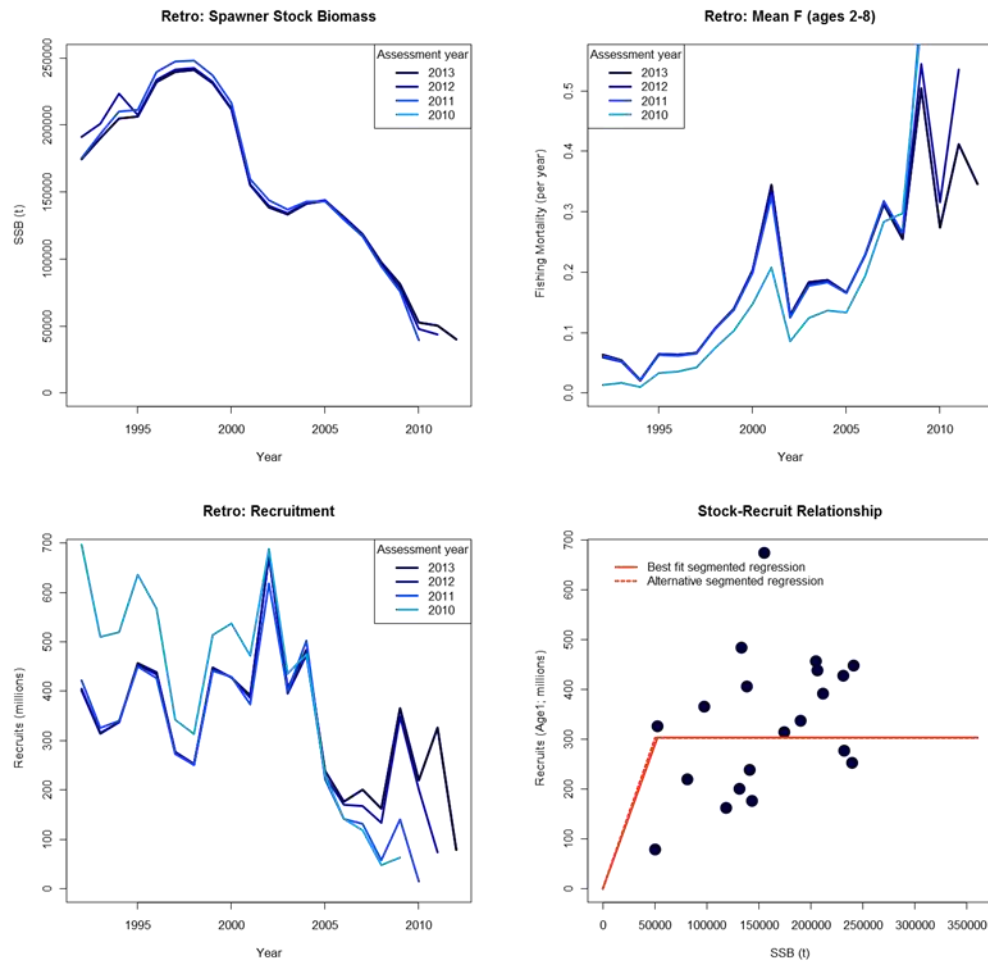 Retro: Spawner Stock Biomass
SSB (t)
250000
200000
150000
100000
50000
0
Assessment year
2013
2012
2011
2010
1995 2000 2005 2010
Year
Retro: Mean F (ages 2-8)
Fishing Mortality (per year)
0.5
0.4
0.3
0.2
0.1
0.0
Assessment year
2013
2012
2011
2010
1995 2000 2005 2010
Year
Retro: Recruitment
Recruits (millions)
700
600
500
400
300
200
100
0
Assessment year
2013
2012
2011
2010
1995 2000 2005 2010
Year
Stock-Recruit Relationship
Recruits (Age1; millions)
700
600
500
400
300
200
100
0
Best fit segmented regression
Alternative segmented regression
0 50000 100000 150000 200000 250000 300000 350000
SSB (t)